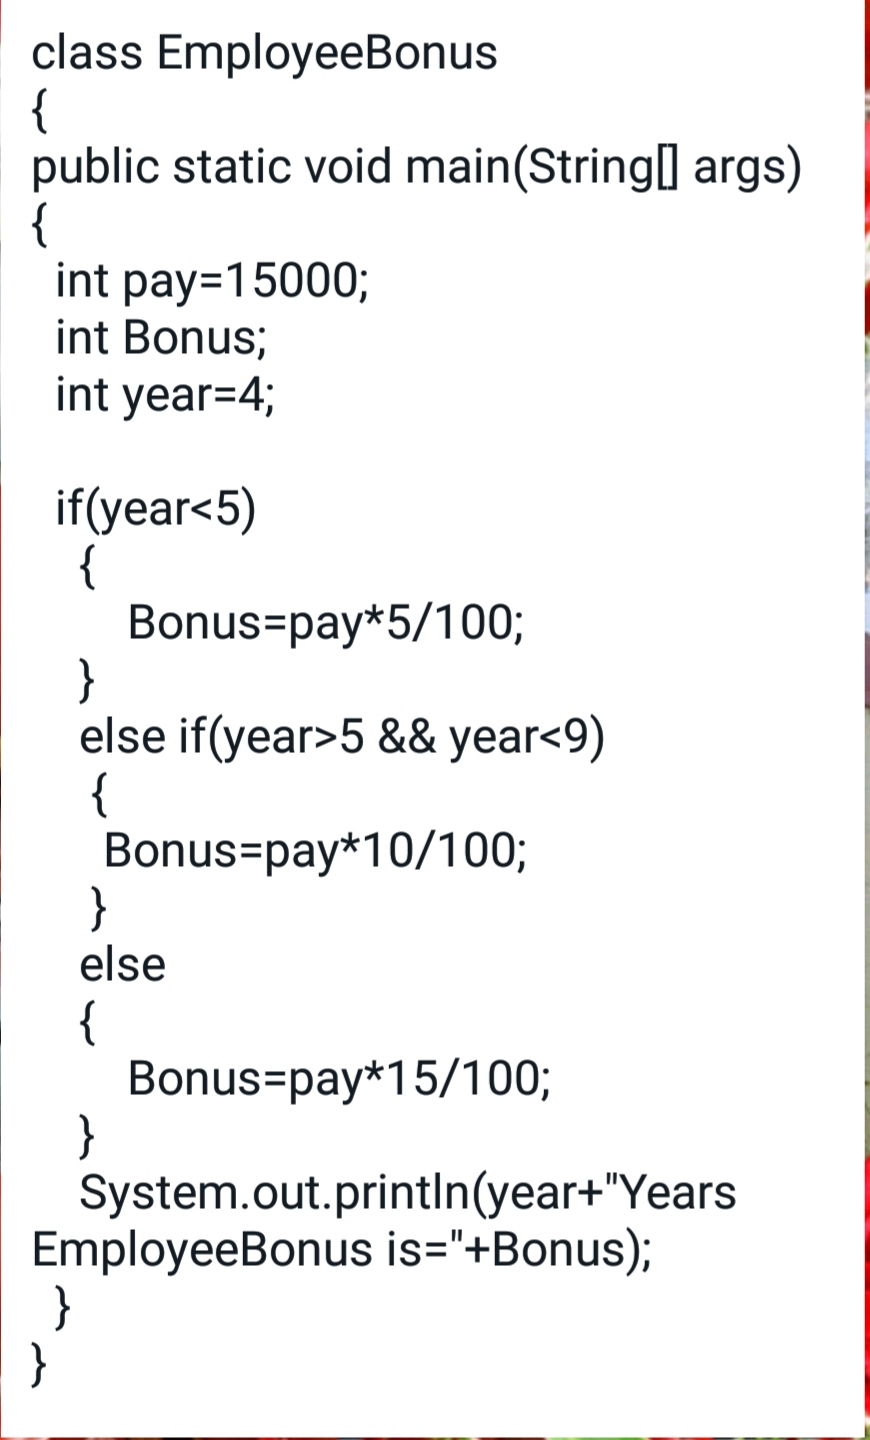 class EmployeeBonus
{
public static void main(String[] args)
{
int pay=15000;
int Bonus;
int year=4;
if(year<5)
{
Bonus=pay*5/100;
}
else if(year>5 && year<9)
{
Bonus=pay*10/100;
}
else
{
Bonus=pay*15/100;
}
System.out.println(year+"Years
EmployeeBonus is="+Bonus);
}
}